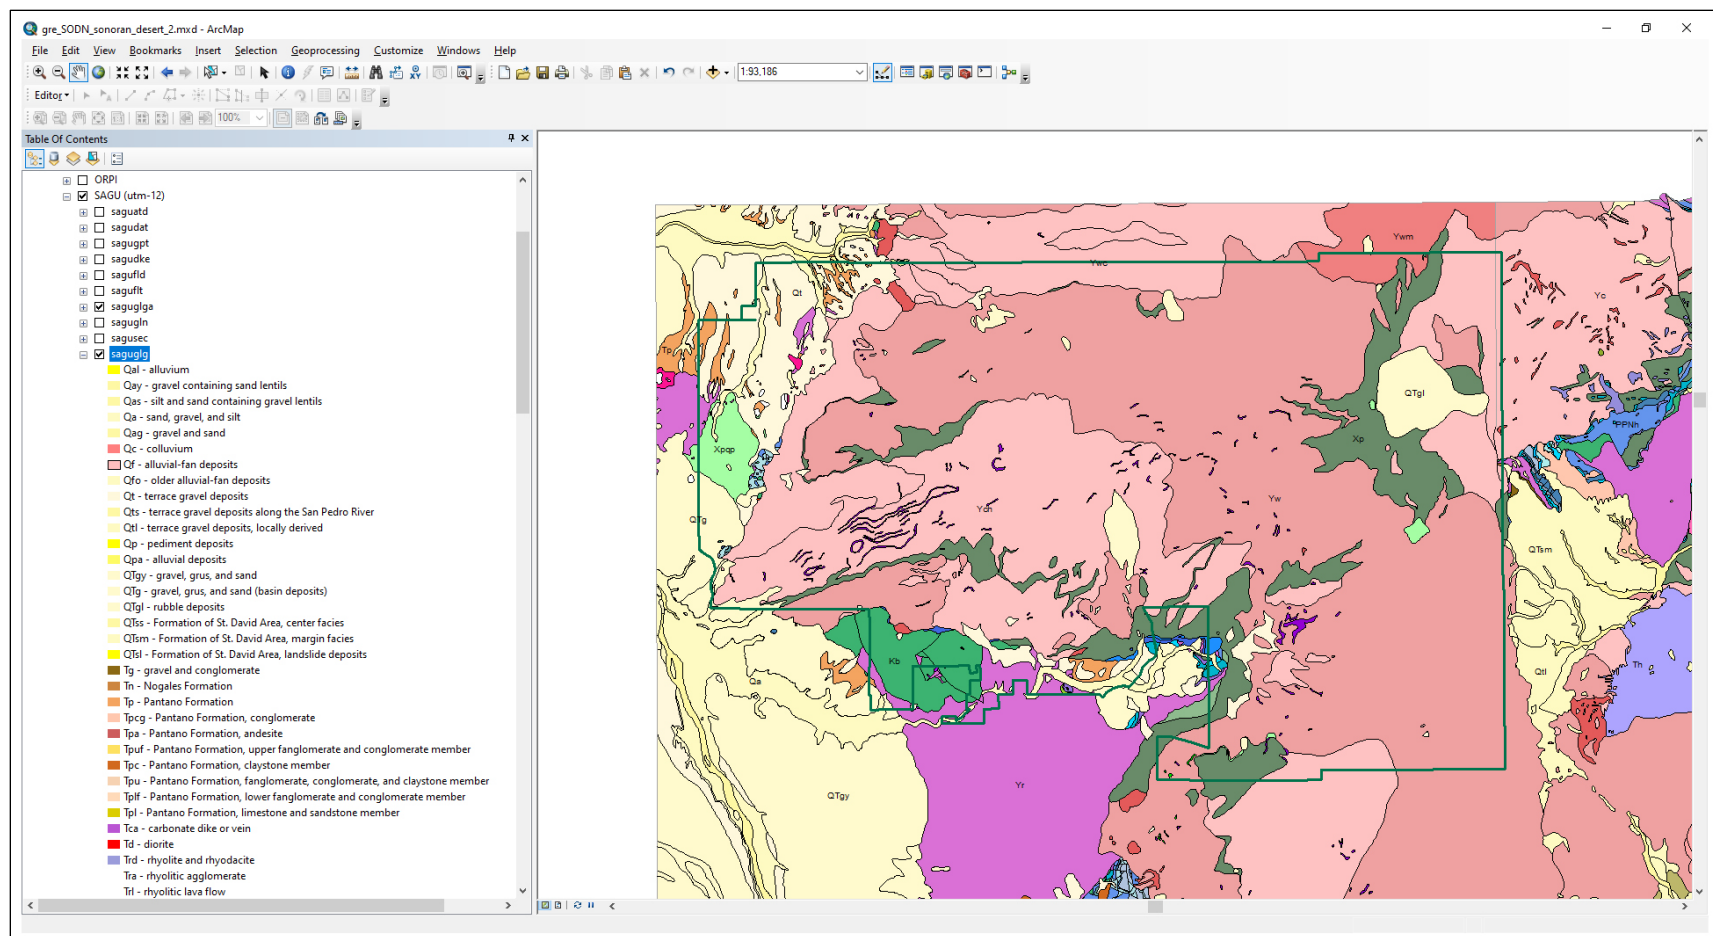 gre_SODN_sonoran_desert_2.mxd - ArcMap
File Edit View Bookmarks Insert Selection Geoprocessing Customize Windows Help
1:93,186
Editor
100%
Table Of Contents
ORPI
SAGU (utm-12)
saguatd
sagudat
sagugpt
sagudke
sagufld
saguflt
saguglga
sagugln
sagusec
saguglg
Qal - alluvium
Qay - gravel containing sand lentils
Qas - silt and sand containing gravel lentils
Qa - sand, gravel, and silt
Qag - gravel and sand
Qc - colluvium
Qf - alluvial-fan deposits
Qfo - older alluvial-fan deposits
Qt - terrace gravel deposits
Qts - terrace gravel deposits along the San Pedro River
Qtl - terrace gravel deposits, locally derived
Qp - pediment deposits
Qpa - alluvial deposits
QTgy - gravel, grus, and sand
QTg - gravel, grus, and sand (basin deposits)
QTgl - rubble deposits
QTss - Formation of St. David Area, center facies
QTsm - Formation of St. David Area, margin facies
QTsl - Formation of St. David Area, landslide deposits
Tg - gravel and conglomerate
Tn - Nogales Formation
Tp - Pantano Formation
Tpcg - Pantano Formation, conglomerate
Tpa - Pantano Formation, andesite
Tpuf - Pantano Formation, upper fanglomerate and conglomerate member
Tpc - Pantano Formation, claystone member
Tpu - Pantano Formation, fanglomerate, conglomerate, and claystone member
Tplf - Pantano Formation, lower fanglomerate and conglomerate member
Tpl - Pantano Formation, limestone and sandstone member
Tca - carbonate dike or vein
Td - diorite
Trd - rhyolite and rhyodacite
Tra - rhyolitic agglomerate
Trl - rhyolitic lava flow
Ywm
Ywc
Qt
Yc
Tp
QTgl
PPNh
Xp
Xpqp
Yw
Ycn
QTg
QTsm
Kb
Th
Qa
Qtl
Yr
QTgy